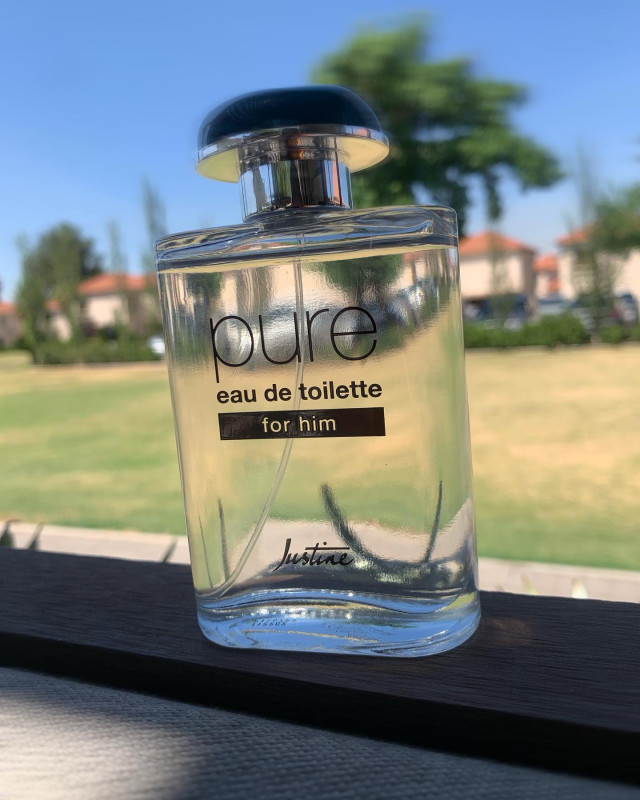 pure
eau de toilette
for him
Justine